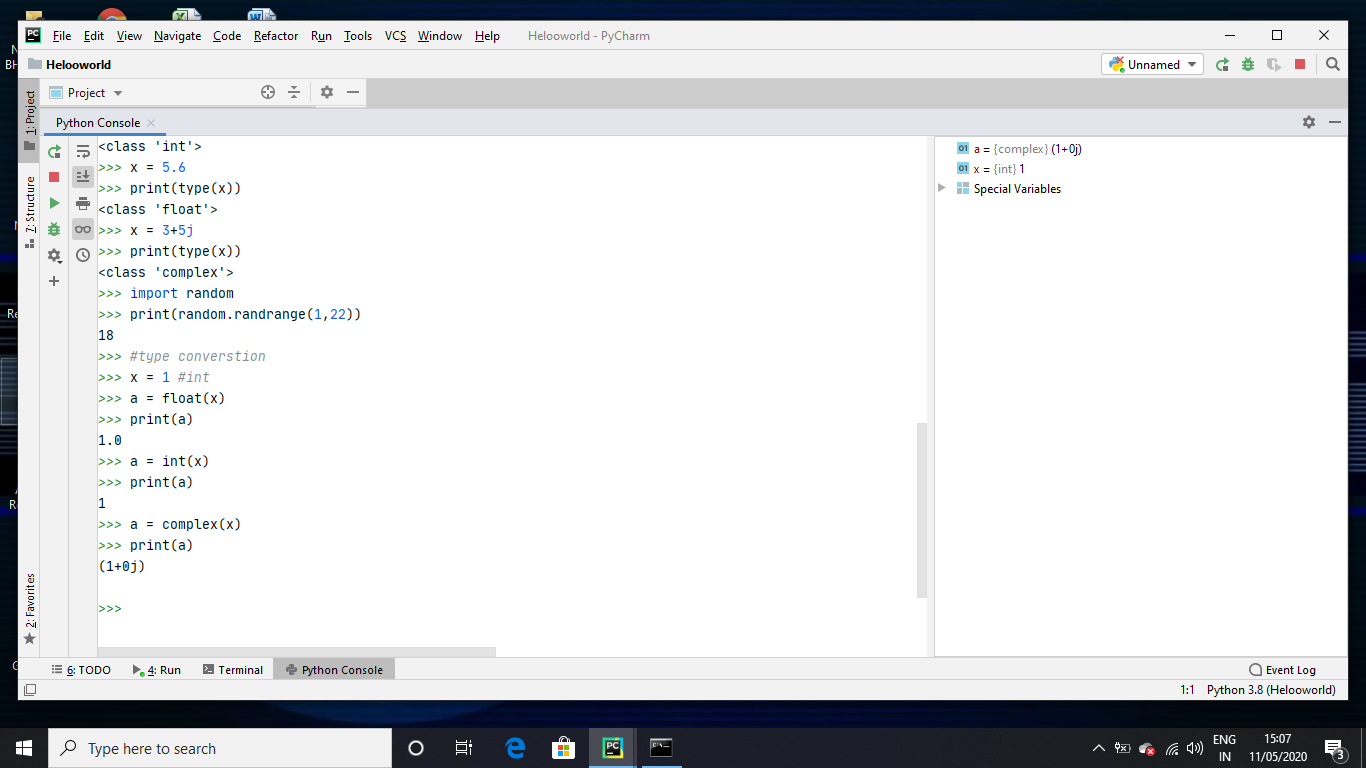 File Edit View Navigate Code Refactor Run Tools VCS Window Help Helooworld - PyCharm
Helooworld
Unnamed
Project
1: Project
7: Structure
2: Favorites
Python Console
<class 'int'>
>>> x = 5.6
>>> print(type(x))
<class 'float'>
>>> x = 3+5j
>>> print(type(x))
<class 'complex'>
>>> import random
>>> print(random.randrange(1,22))
18
>>> #type converstion
>>> x = 1 #int
>>> a = float(x)
>>> print(a)
1.0
>>> a = int(x)
>>> print(a)
1
>>> a = complex(x)
>>> print(a)
(1+0j)
>>>
01 a = {complex} (1+0j)
01 x = {int} 1
Special Variables
6: TODO 4: Run Terminal Python Console Event Log
1:1 Python 3.8 (Helooworld)
Type here to search
ENG
IN
15:07
11/05/2020
3